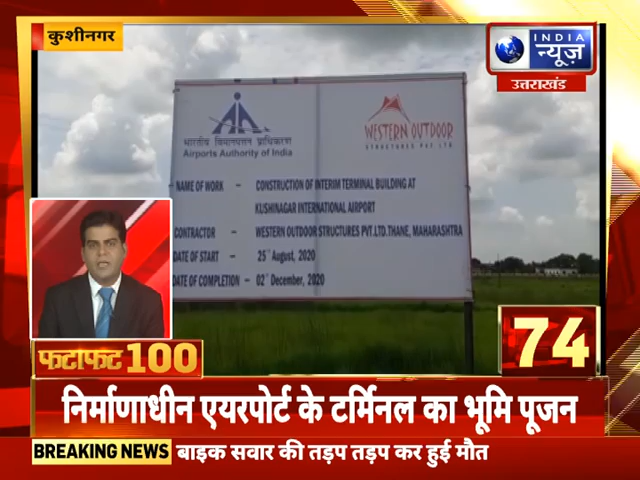 कुशीनगर
INDIA
न्यूज़
उत्तराखंड
भारतीय विमानपत्तन प्राधिकरण
Airports Authority of India
WESTERN OUTDOOR
STRUCTURES PVT LTD
NAME OF WORK – CONSTRUCTION OF INTERIM TERMINAL BUILDING AT
KUSHINAGAR INTERNATIONAL AIRPORT
CONTRACTOR – WESTERN OUTDOOR STRUCTURES PVT.LTD.THANE, MAHARASHTRA
DATE OF START – 25th August, 2020
DATE OF COMPLETION – 02nd December, 2020
फटाफट 100
74
निर्माणाधीन एयरपोर्ट के टर्मिनल का भूमि पूजन
BREAKING NEWS बाइक सवार की तड़प तड़प कर हुई मौत